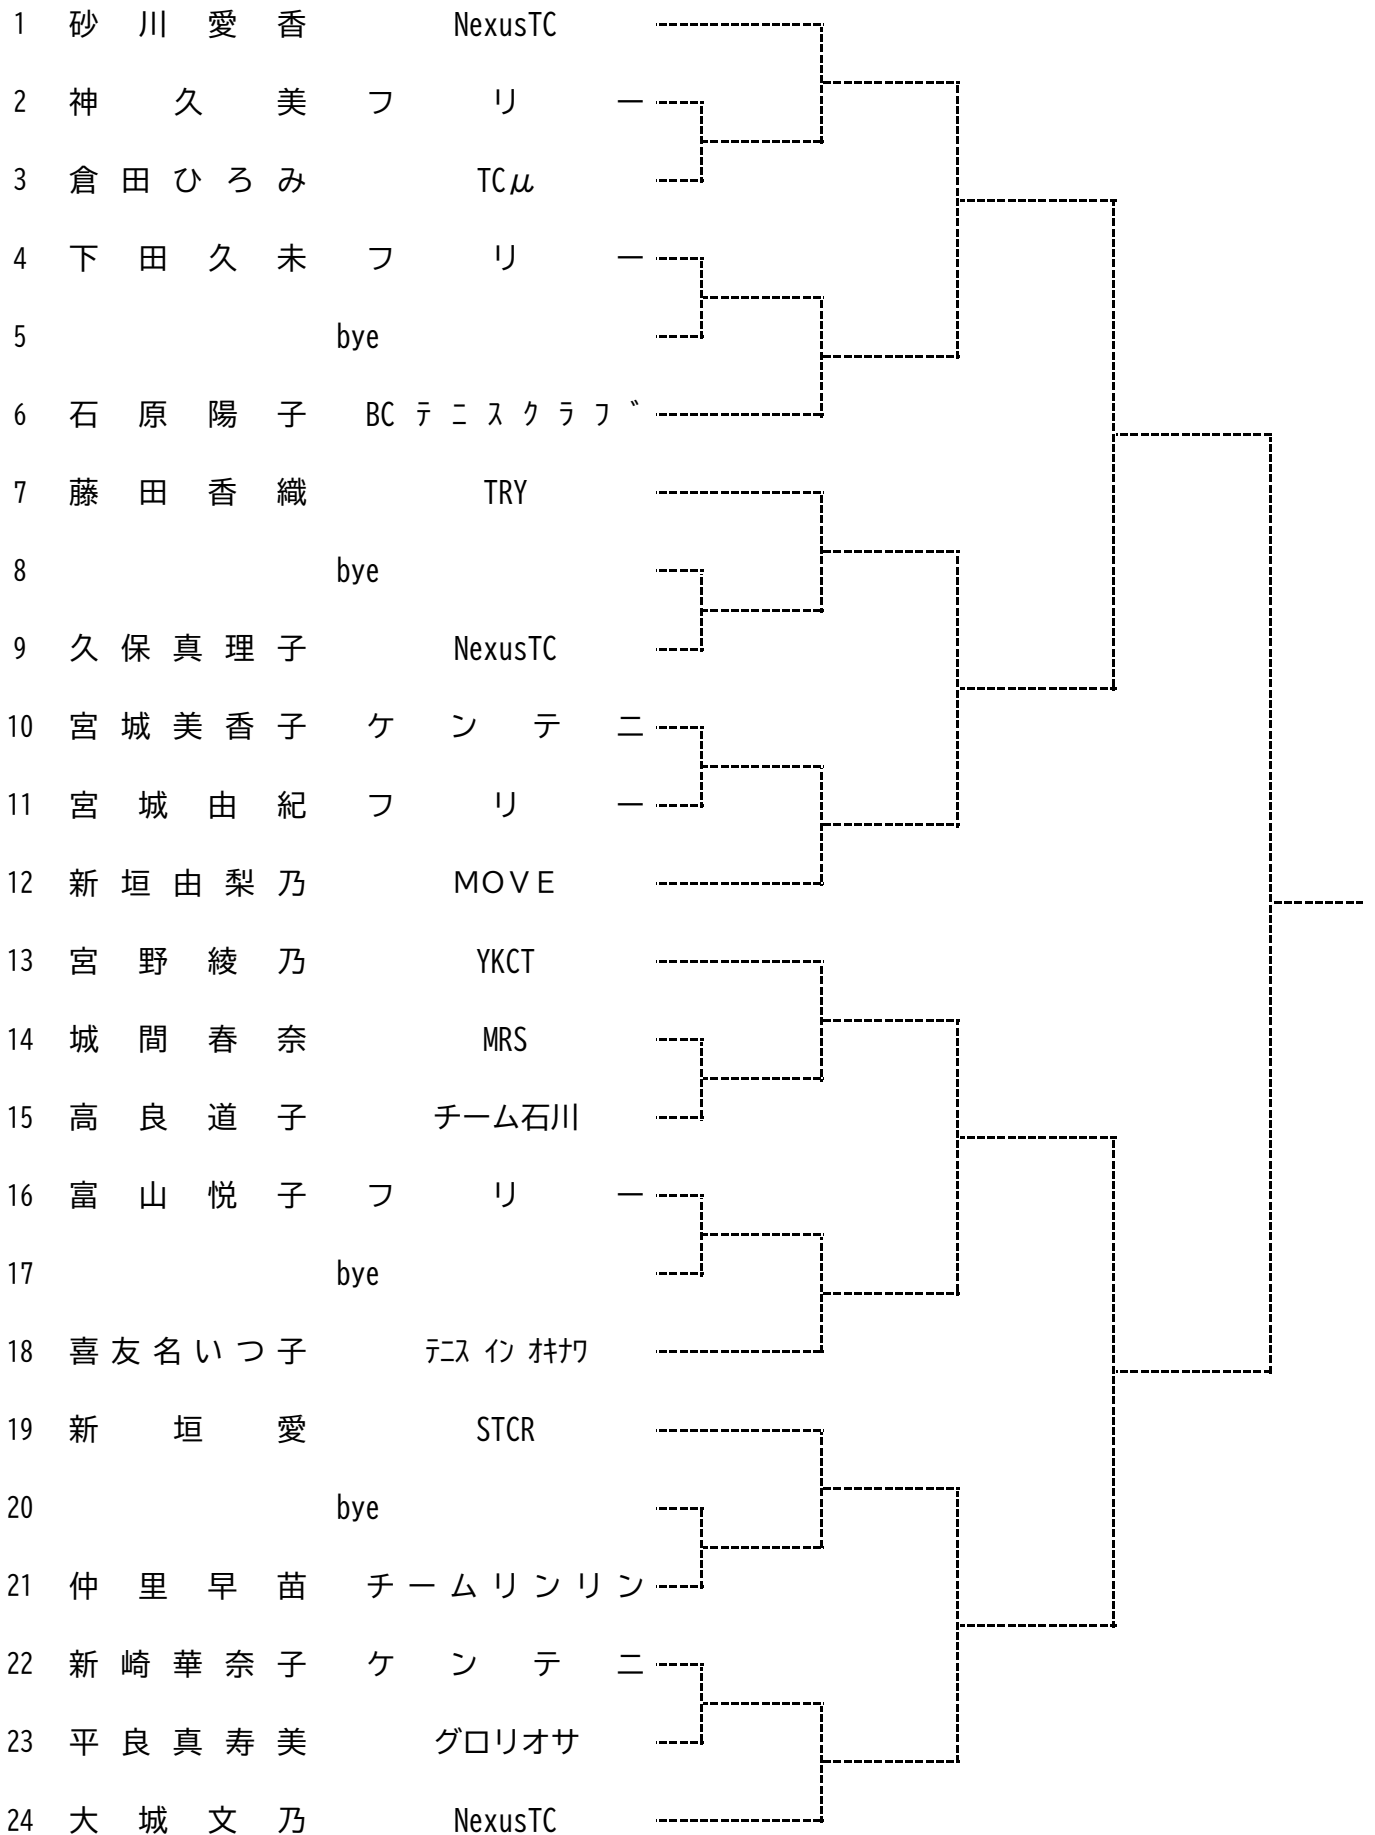 1 砂川愛香 NexusTC
2 神久美 フリー
3 倉田ひろみ TCμ
4 下田久未 フリー
5 bye
6 石原陽子 BCﾃﾆｽｸﾗﾌﾞ
7 藤田香織 TRY
8 bye
9 久保真理子 NexusTC
10 宮城美香子 ケンテニ
11 宮城由紀 フリー
12 新垣由梨乃 ＭＯＶＥ
13 宮野綾乃 YKCT
14 城間春奈 MRS
15 高良道子 チーム石川
16 富山悦子 フリー
17 bye
18 喜友名いつ子 ﾃﾆｽ ｲﾝ ｵｷﾅﾜ
19 新垣愛 STCR
20 bye
21 仲里早苗 チームリンリン
22 新崎華奈子 ケンテニ
23 平良真寿美 グロリオサ
24 大城文乃 NexusTC